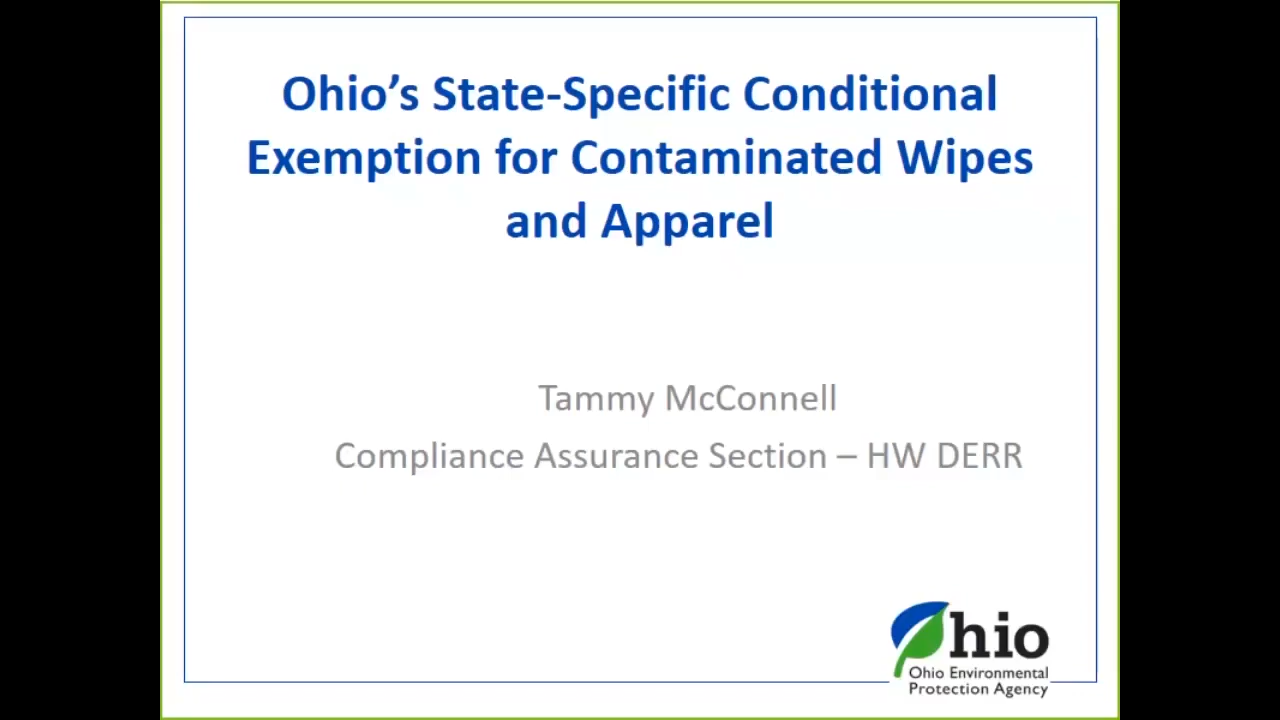 Ohio’s State-Specific Conditional
Exemption for Contaminated Wipes
and Apparel
Tammy McConnell
Compliance Assurance Section – HW DERR
Ohio
Ohio Environmental
Protection Agency